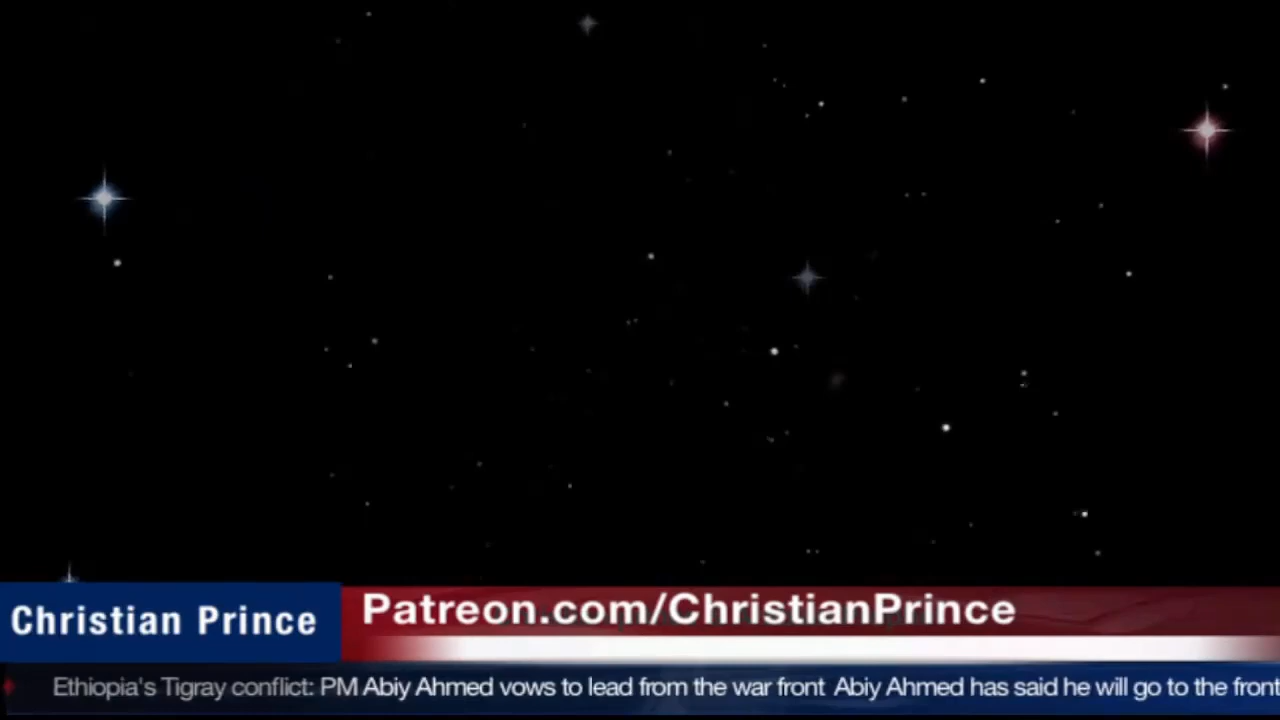 Christian Prince
Patreon.com/ChristianPrince
Ethiopia's Tigray conflict: PM Abiy Ahmed vows to lead from the war front Abiy Ahmed has said he will go to the front